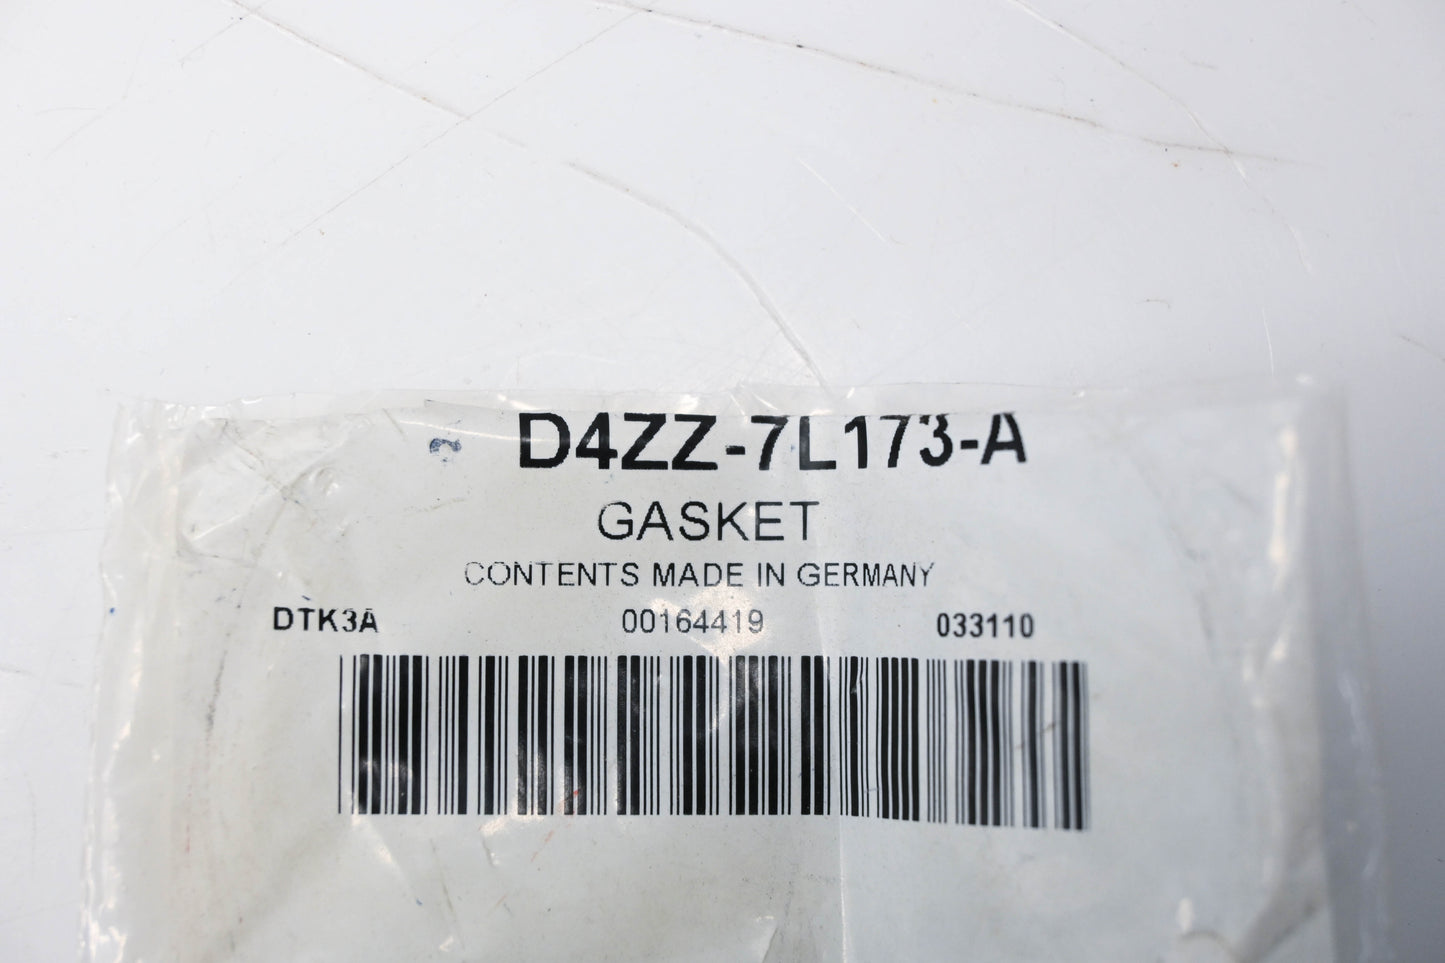 D4ZZ-7L173-A
GASKET
CONTENTS MADE IN GERMANY
DTK3A 00164419 033110